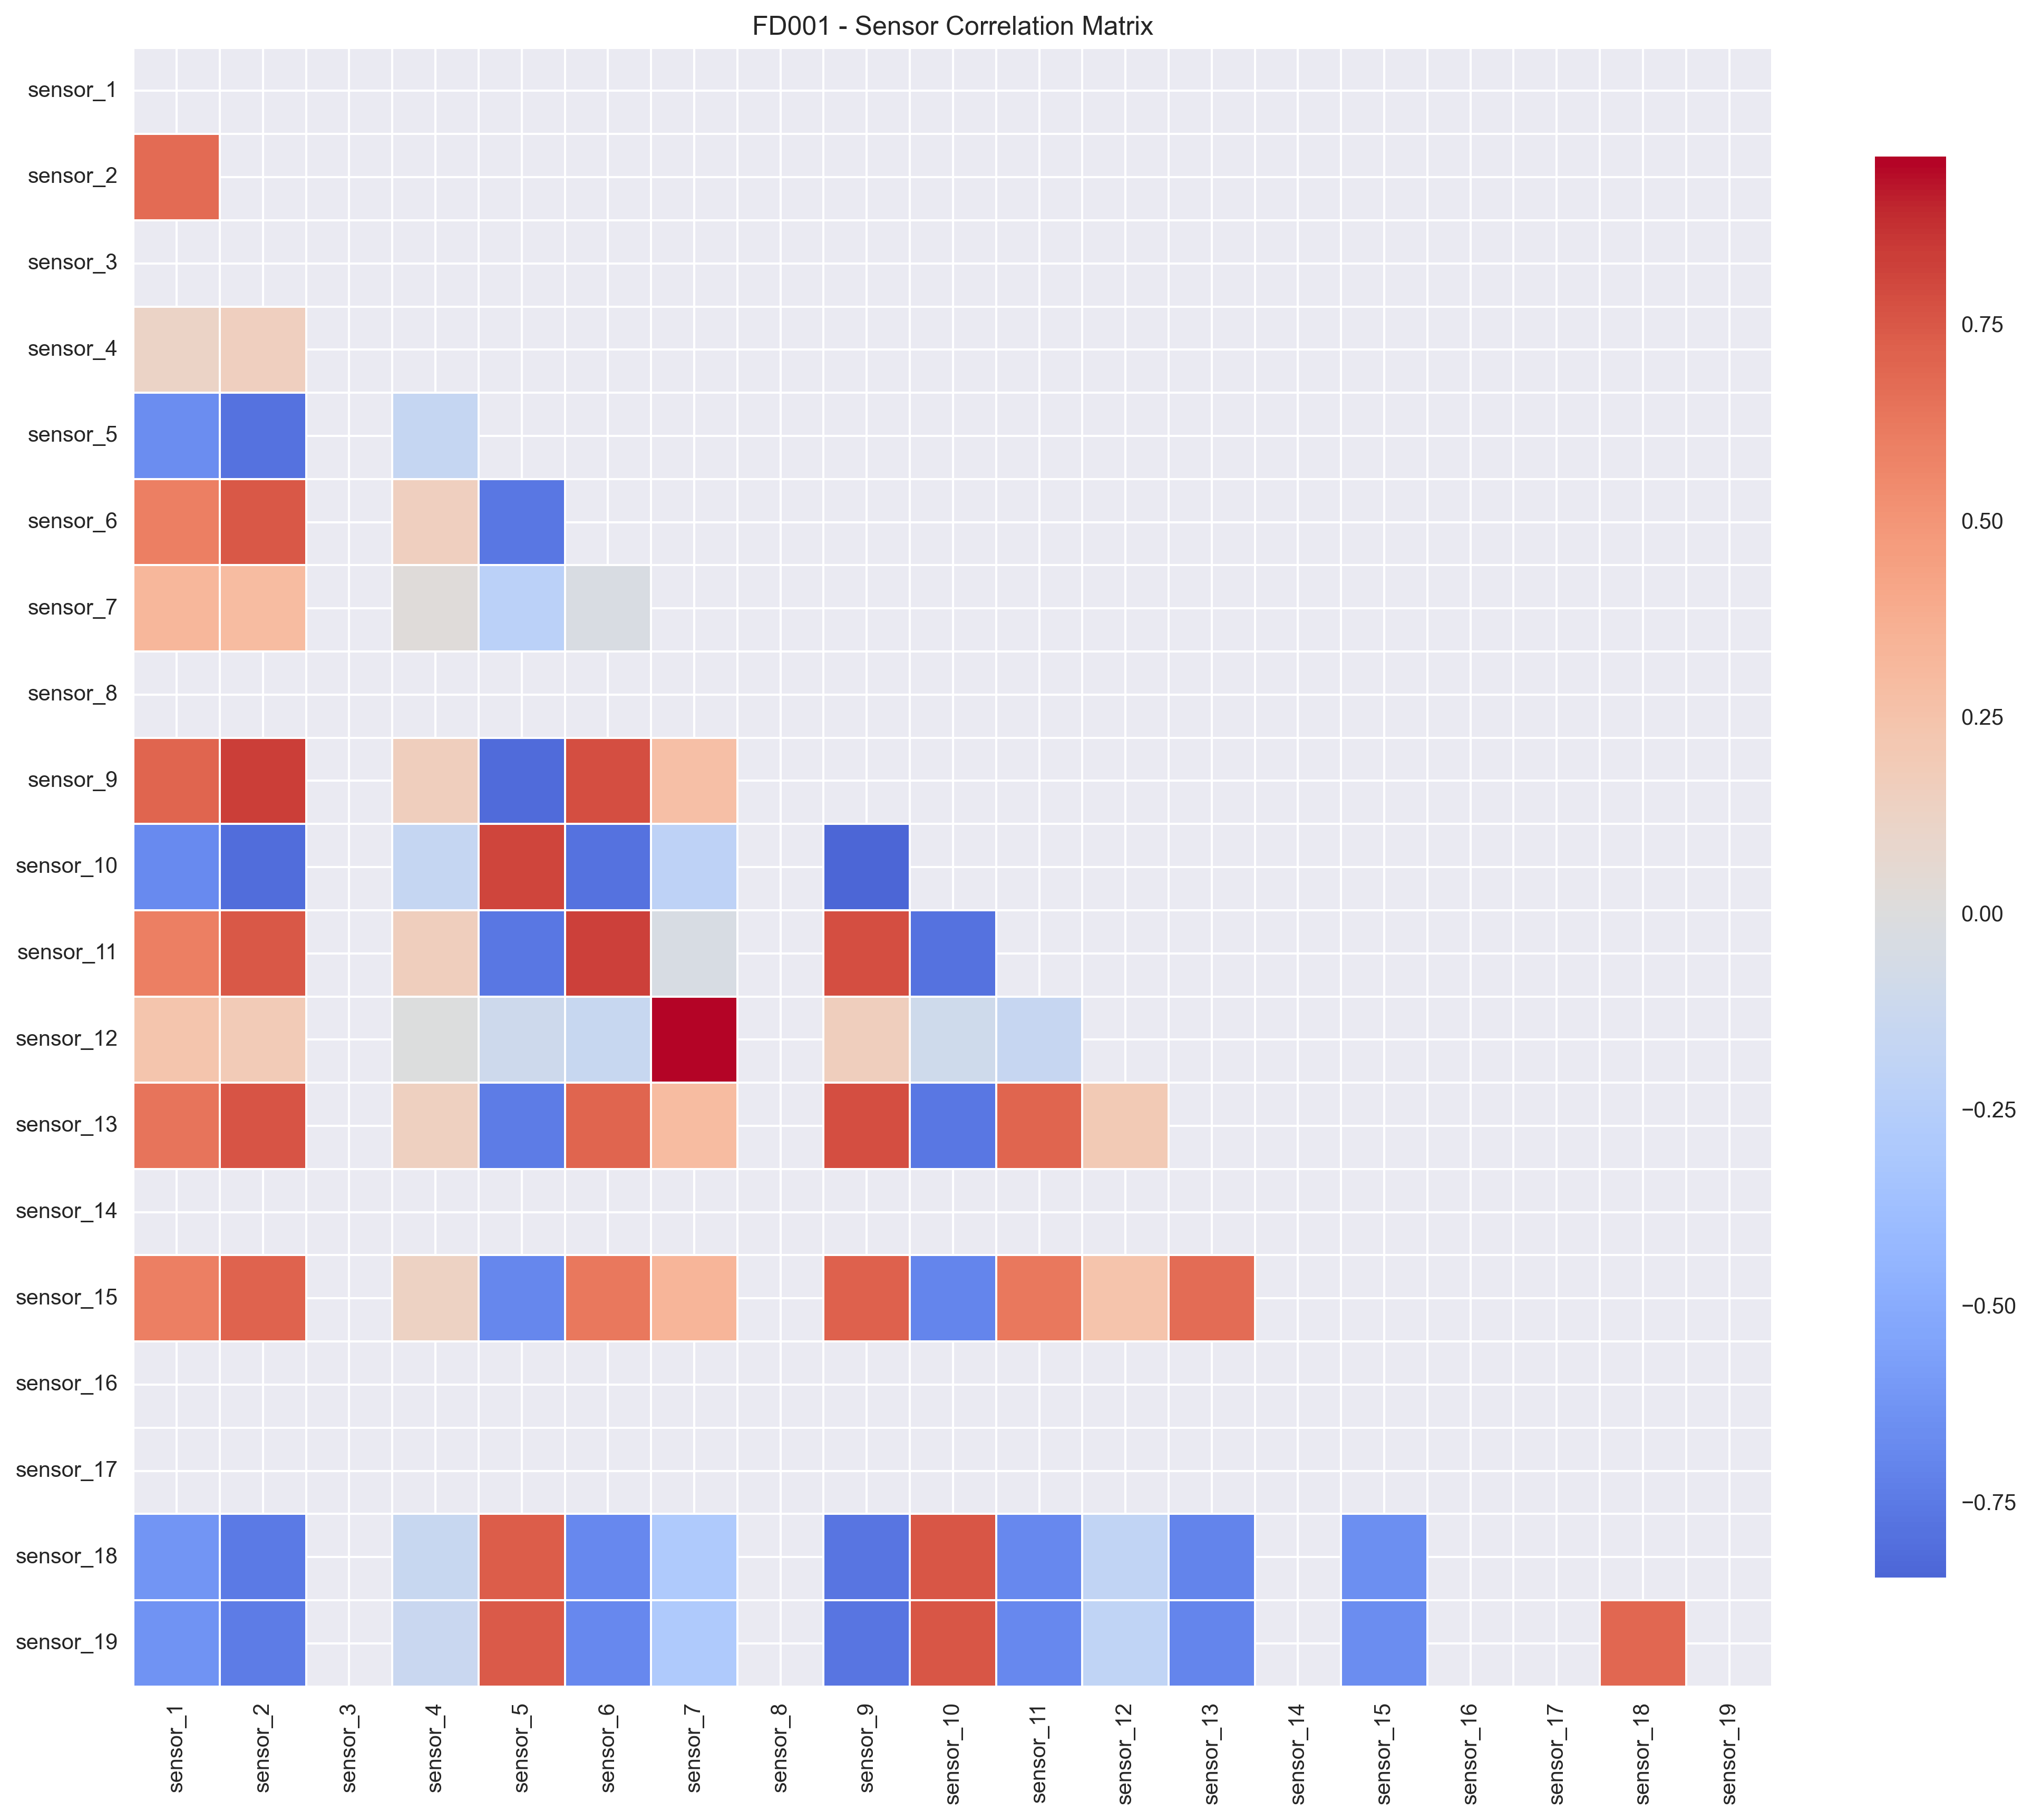 FD001 - Sensor Correlation Matrix
sensor_1
sensor_2
sensor_3
sensor_4
sensor_5
sensor_6
sensor_7
sensor_8
sensor_9
sensor_10
sensor_11
sensor_12
sensor_13
sensor_14
sensor_15
sensor_16
sensor_17
sensor_18
sensor_19
sensor_1
sensor_2
sensor_3
sensor_4
sensor_5
sensor_6
sensor_7
sensor_8
sensor_9
sensor_10
sensor_11
sensor_12
sensor_13
sensor_14
sensor_15
sensor_16
sensor_17
sensor_18
sensor_19
0.75
0.50
0.25
0.00
−0.25
−0.50
−0.75